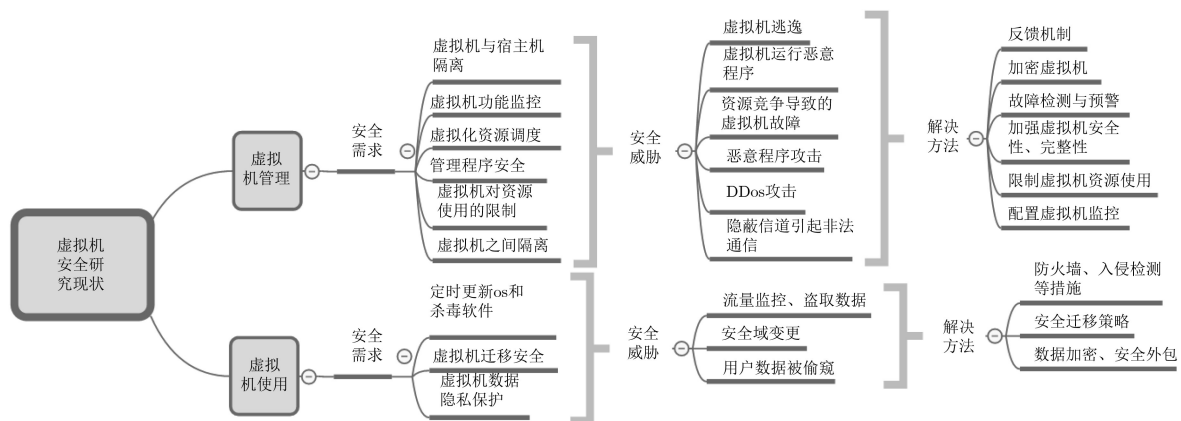 虚拟机
安全研
究现状
虚拟
机管理
安全
需求
虚拟机与宿主机
隔离
虚拟机功能监控
虚拟化资源调度
管理程序安全
虚拟机对资源
使用的限制
虚拟机之间隔离
安全
威胁
虚拟机逃逸
虚拟机运行恶意
程序
资源竞争导致的
虚拟机故障
恶意程序攻击
DDos攻击
隐蔽信道引起非法
通信
解决
方法
反馈机制
加密虚拟机
故障检测与预警
加强虚拟机安全
性、完整性
限制虚拟机资源使用
配置虚拟机监控
虚拟
机使用
安全
需求
定时更新os和
杀毒软件
虚拟机迁移安全
虚拟机数据
隐私保护
安全
威胁
流量监控、盗取数据
安全域变更
用户数据被偷窥
解决
方法
防火墙、入侵检测
等措施
安全迁移策略
数据加密、安全外包